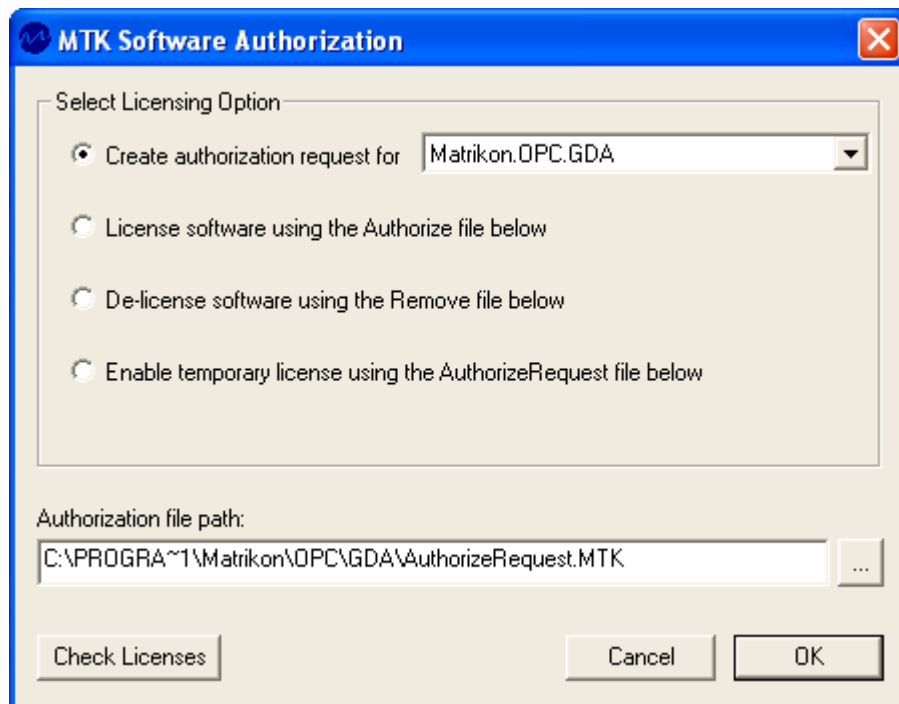 MTK Software Authorization
Select Licensing Option
Create authorization request for Matrikon.OPC.GDA
License software using the Authorize file below
De-license software using the Remove file below
Enable temporary license using the AuthorizeRequest file below
Authorization file path:
C:\PROGRA~1\Matrikon\OPC\GDA\AuthorizeRequest.MTK
...
Check Licenses Cancel OK